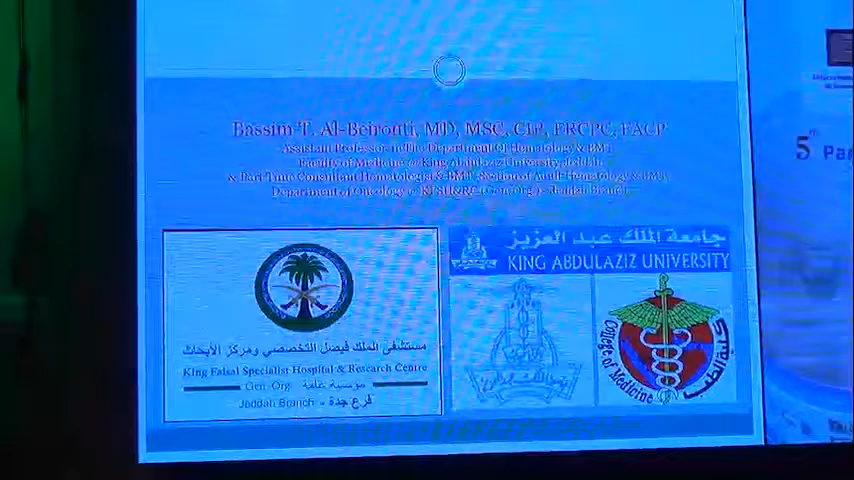 Bassim T. Al-Beirouti, MD, MSC, CIP, FRCPC, FACP
Assistant Professor in The Department Of Hematology & BMT
Faculty of Medicine @ King Abdulaziz University, Jeddah
& Part Time Consultant Hematologist & BMT Section of Adult Hematology & BMT,
Department of Oncology @ KFSH&RC (Gen. Org.) - Jeddah Branch
مستشفى الملك فيصل التخصصي ومركز الأبحاث
King Faisal Specialist Hospital & Research Centre
Gen. Org. مؤسسة عامة
Jeddah Branch - فرع جدة
جامعة الملك عبد العزيز
KING ABDULAZIZ UNIVERSITY
College of Medicine
كلية الطب
5th Pa